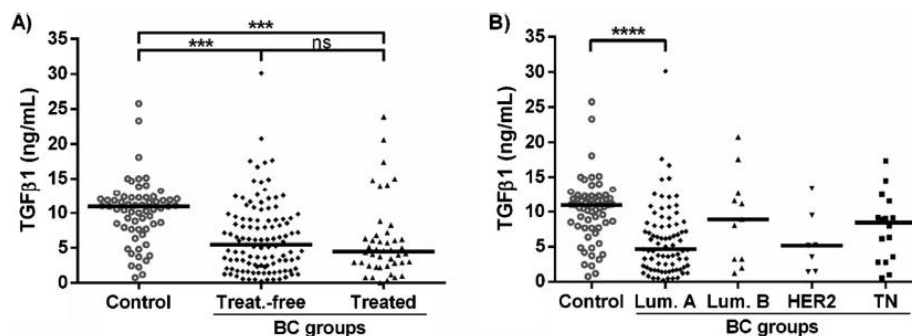 A)
***
***
ns
TGFβ1 (ng/mL)
35
30
25
20
15
10
5
0
Control
Treat.-free
Treated
BC groups
B)
****
TGFβ1 (ng/mL)
35
30
25
20
15
10
5
0
Control
Lum. A
Lum. B
HER2
TN
BC groups